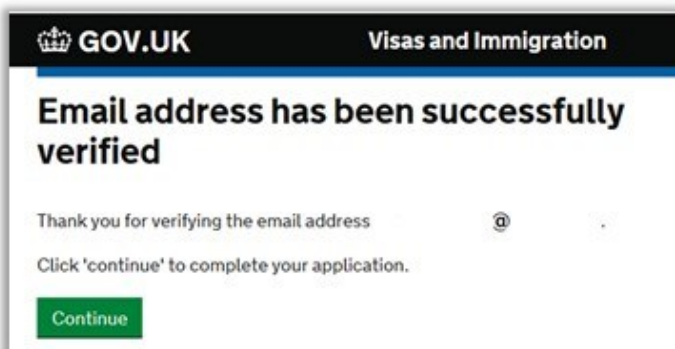 GOV.UK Visas and Immigration
Email address has been successfully
verified
Thank you for verifying the email address @ .
Click 'continue' to complete your application.
Continue